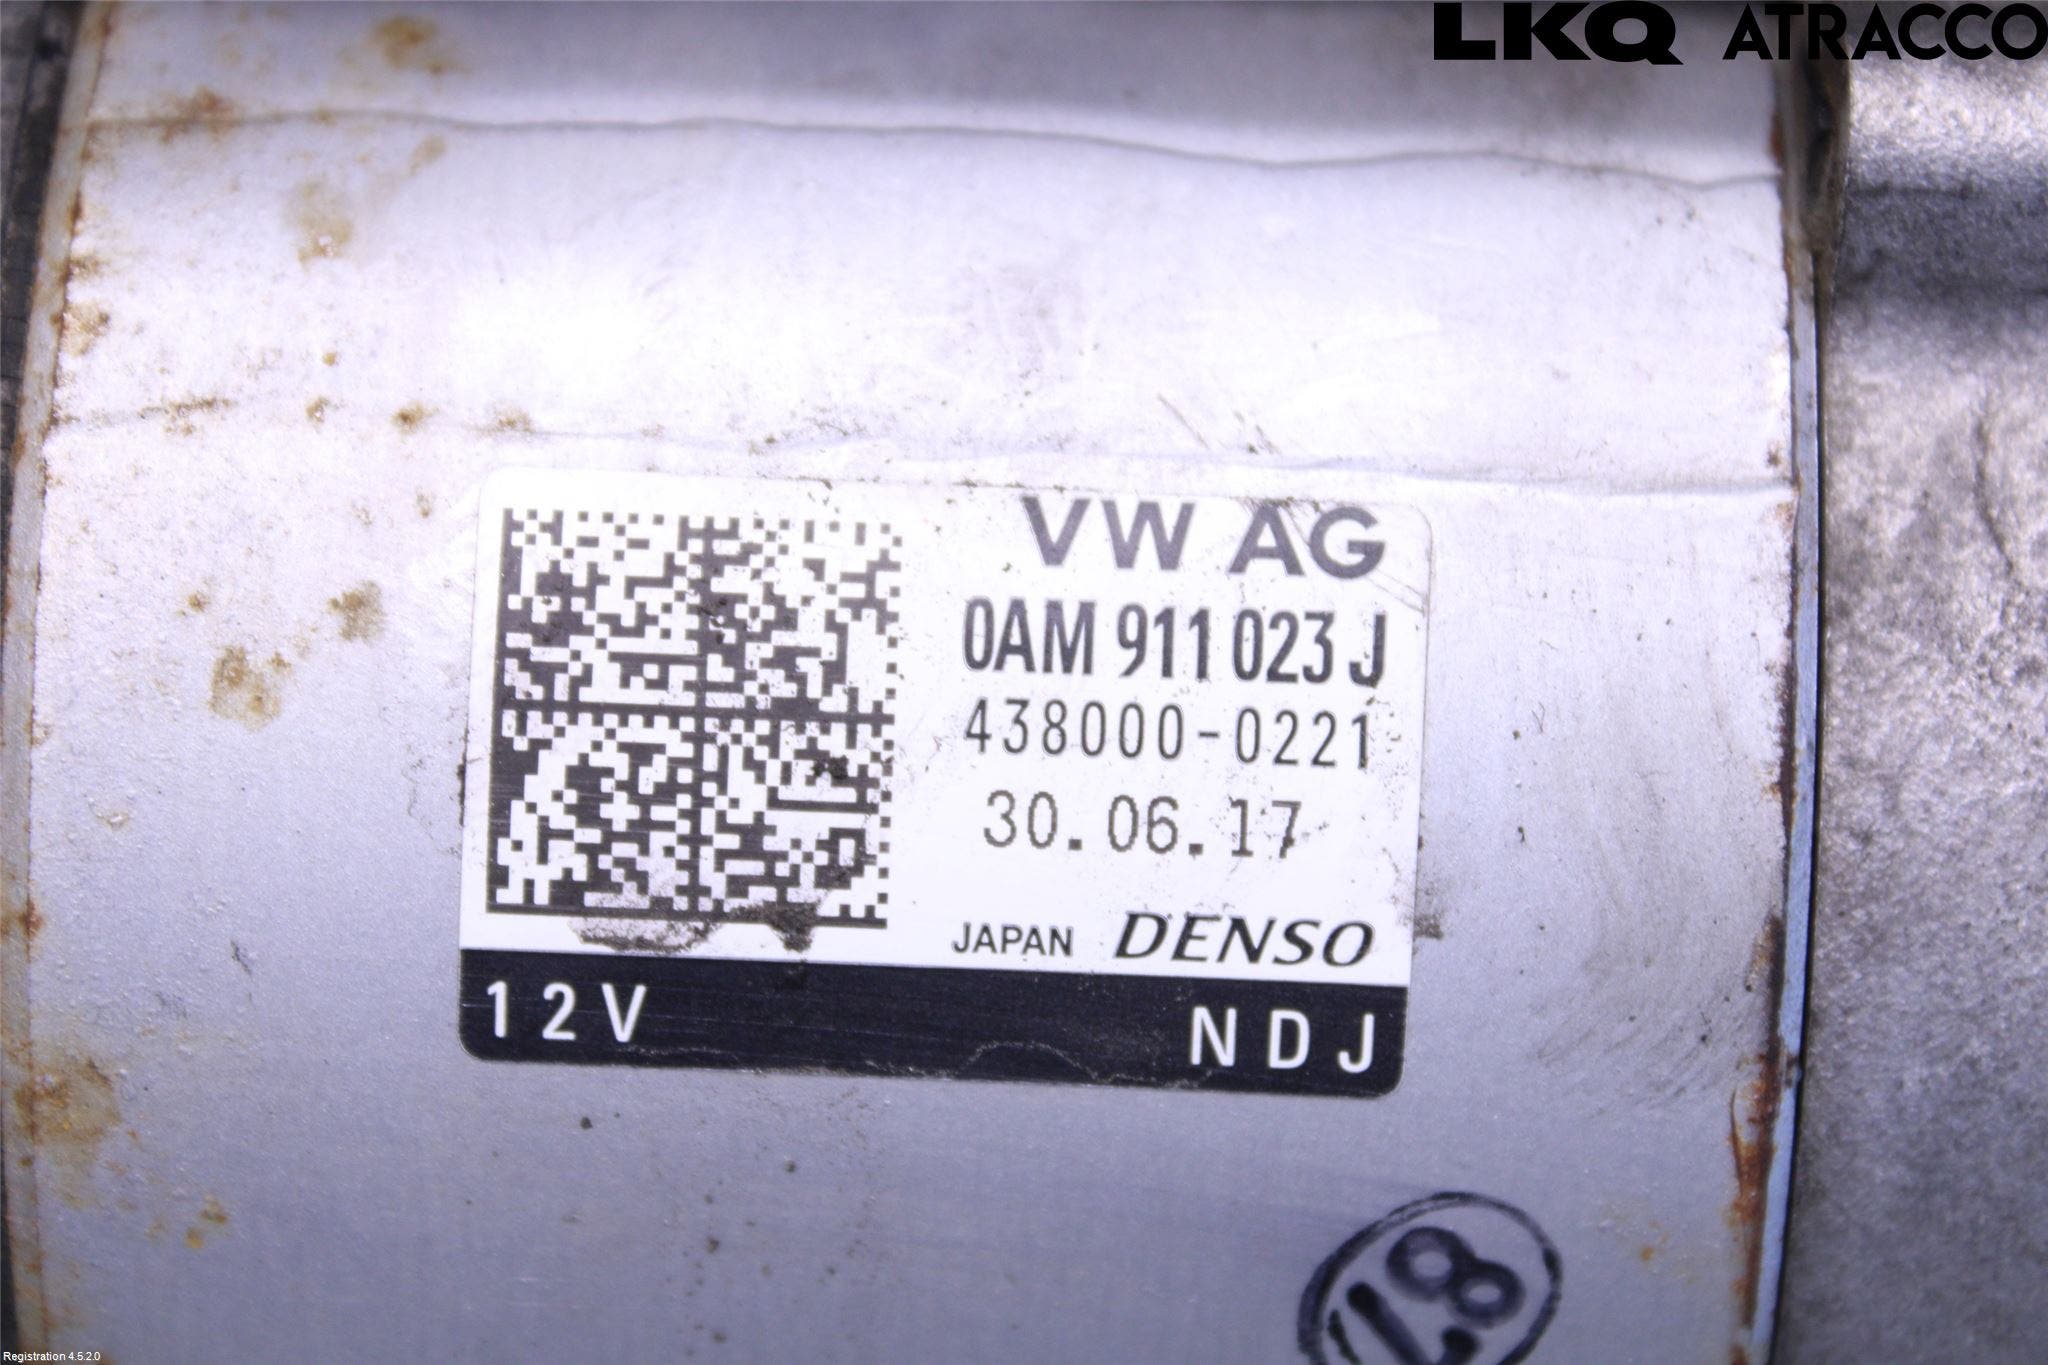 LKQ ATRACCO
VW AG
0AM 911 023 J
438000-0221
30.06.17
JAPAN DENSO
12V NDJ
Registration 4.5.2.0